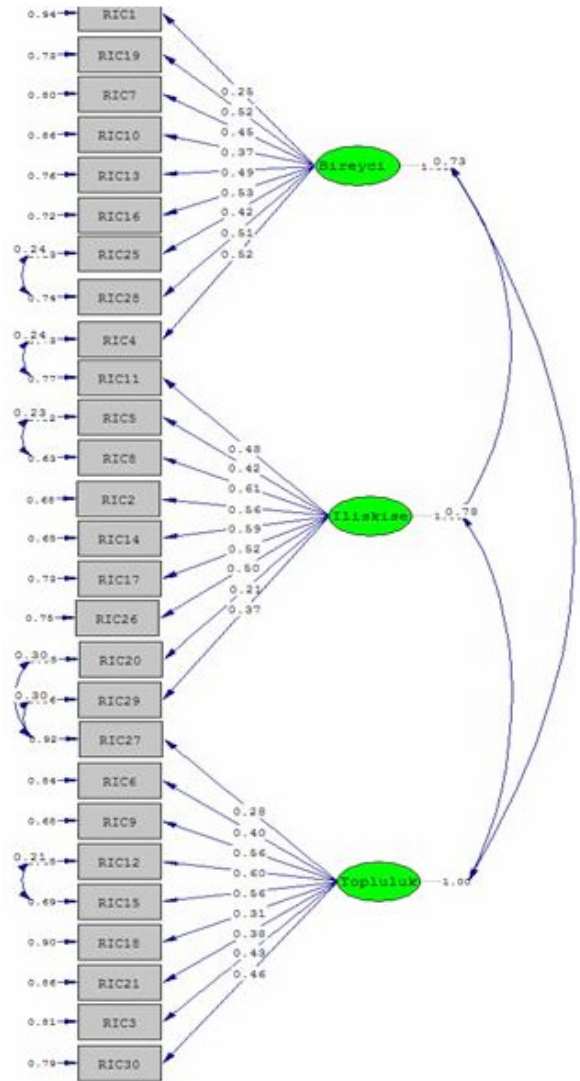 0.94 RIC1
0.73 RIC19
0.80 RIC7
0.86 RIC10
0.76 RIC13
0.72 RIC16
0.24 RIC25
0.74 RIC28
0.24 RIC4
0.77 RIC11
0.23 RIC5
0.63 RIC8
0.68 RIC2
0.65 RIC14
0.73 RIC17
0.75 RIC26
0.30 RIC20
0.30 RIC29
0.92 RIC27
0.84 RIC6
0.68 RIC9
0.21 RIC12
0.69 RIC15
0.90 RIC18
0.86 RIC21
0.81 RIC3
0.79 RIC30
0.25
0.52
0.45
0.37
0.49
0.53
0.42
0.51
0.52
Bireyci 0.73
0.48
0.42
0.61
0.56
0.59
0.52
0.50
0.21
0.37
Iliskise 0.78
0.28
0.40
0.56
0.60
0.56
0.31
0.38
0.43
0.46
Topluluk 1.00